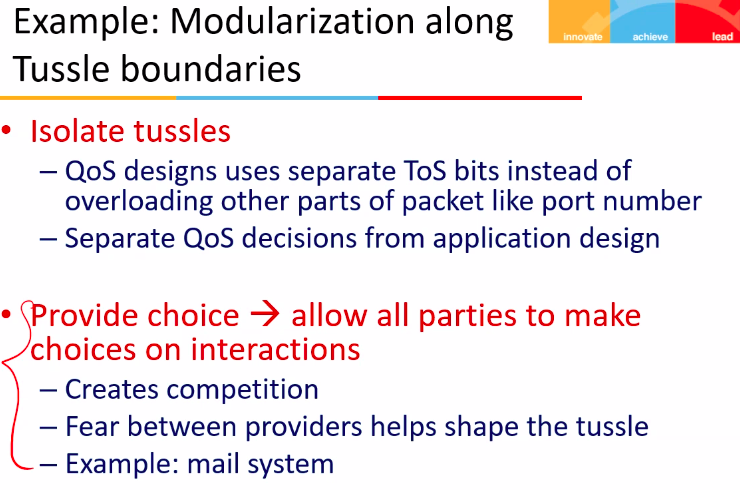 Example: Modularization along
Tussle boundaries
innovate achieve lead
• Isolate tussles
– QoS designs uses separate ToS bits instead of
overloading other parts of packet like port number
– Separate QoS decisions from application design
• Provide choice → allow all parties to make
choices on interactions
– Creates competition
– Fear between providers helps shape the tussle
– Example: mail system